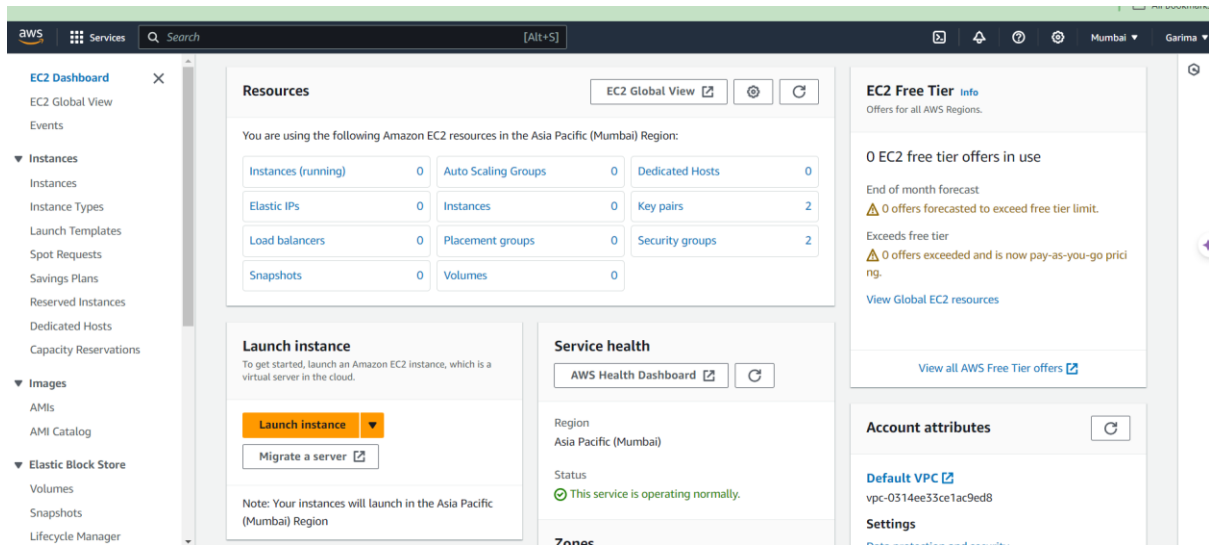 All Bookmarks
aws
Services
Search
[Alt+S]
Mumbai
Garima
EC2 Dashboard
EC2 Global View
Events
Instances
Instances
Instance Types
Launch Templates
Spot Requests
Savings Plans
Reserved Instances
Dedicated Hosts
Capacity Reservations
Images
AMIs
AMI Catalog
Elastic Block Store
Volumes
Snapshots
Lifecycle Manager
Resources
EC2 Global View
You are using the following Amazon EC2 resources in the Asia Pacific (Mumbai) Region:
Instances (running) 0 Auto Scaling Groups 0 Dedicated Hosts 0
Elastic IPs 0 Instances 0 Key pairs 2
Load balancers 0 Placement groups 0 Security groups 2
Snapshots 0 Volumes 0
Launch instance
To get started, launch an Amazon EC2 instance, which is a
virtual server in the cloud.
Launch instance
Migrate a server
Note: Your instances will launch in the Asia Pacific
(Mumbai) Region
Service health
AWS Health Dashboard
Region
Asia Pacific (Mumbai)
Status
This service is operating normally.
Zones
EC2 Free Tier Info
Offers for all AWS Regions.
0 EC2 free tier offers in use
End of month forecast
0 offers forecasted to exceed free tier limit.
Exceeds free tier
0 offers exceeded and is now pay-as-you-go prici
ng.
View Global EC2 resources
View all AWS Free Tier offers
Account attributes
Default VPC
vpc-0314ee33ce1ac9ed8
Settings
Data protection and security